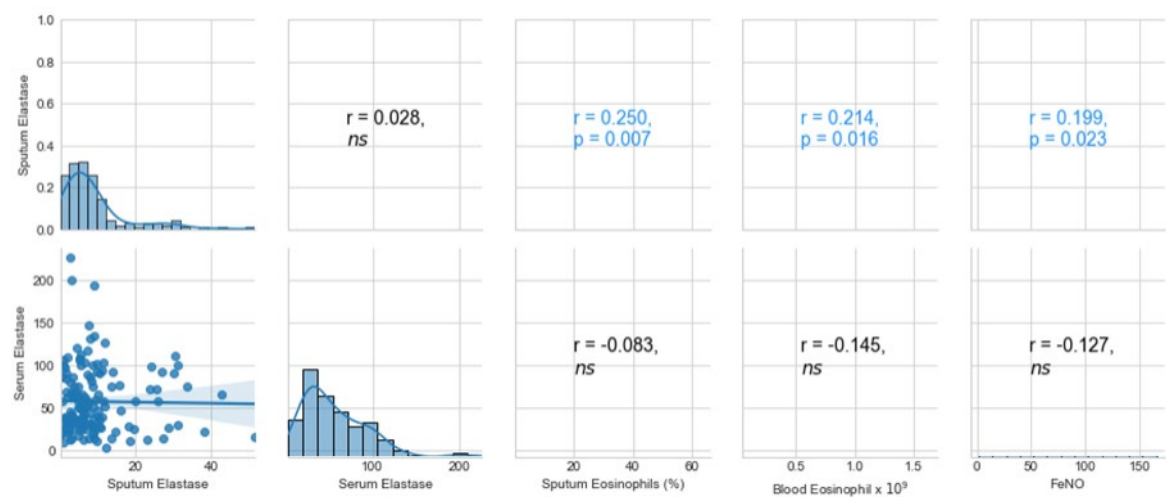 1.0
0.8
0.6
0.4
0.2
0.0
Sputum Elastase
r = 0.028,
ns
r = 0.250,
p = 0.007
r = 0.214,
p = 0.016
r = 0.199,
p = 0.023
200
150
100
50
0
Serum Elastase
r = -0.083,
ns
r = -0.145,
ns
r = -0.127,
ns
20 40
Sputum Elastase
100 200
Serum Elastase
20 40 60
Sputum Eosinophils (%)
0.5 1.0 1.5
Blood Eosinophil x 10⁹
0 50 100 150
FeNO